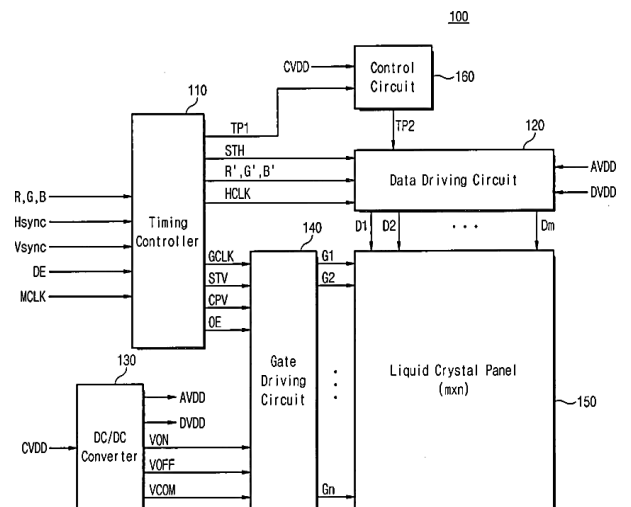 100
CVDD
Control
Circuit
160
110
TP1
TP2
120
STH
R',G',B'
HCLK
Data Driving Circuit
AVDD
DVDD
R,G,B
Hsync
Vsync
DE
MCLK
Timing
Controller
D1 D2 ··· Dm
140
GCLK
STV
CPV
OE
G1
G2
Gate
Driving
Circuit
Liquid Crystal Panel
(mxn)
150
130
CVDD
DC/DC
Converter
AVDD
DVDD
VON
VOFF
VCOM
Gn